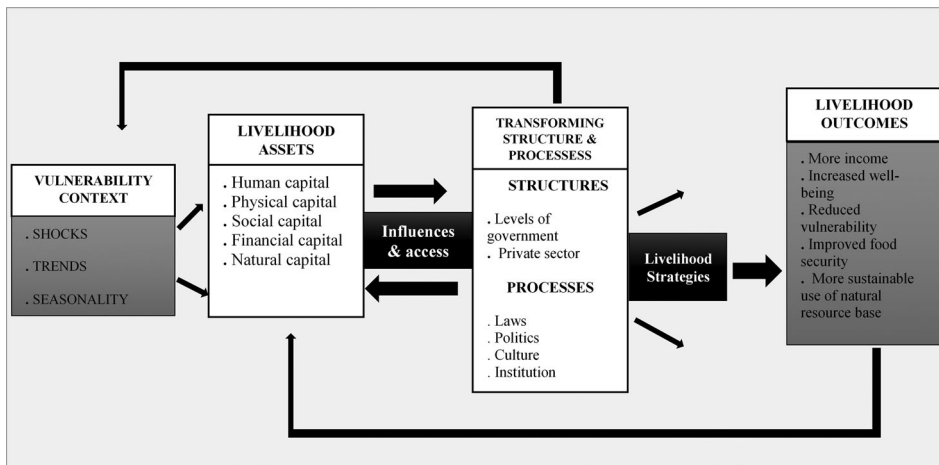 VULNERABILITY
CONTEXT
. SHOCKS
. TRENDS
. SEASONALITY
LIVELIHOOD
ASSETS
. Human capital
. Physical capital
. Social capital
. Financial capital
. Natural capital
Influences
& access
TRANSFORMING
STRUCTURE &
PROCESSESS
STRUCTURES
. Levels of
government
. Private sector
PROCESSES
. Laws
. Politics
. Culture
. Institution
Livelihood
Strategies
LIVELIHOOD
OUTCOMES
. More income
. Increased well-
being
. Reduced
vulnerability
. Improved food
security
. More sustainable
use of natural
resource base